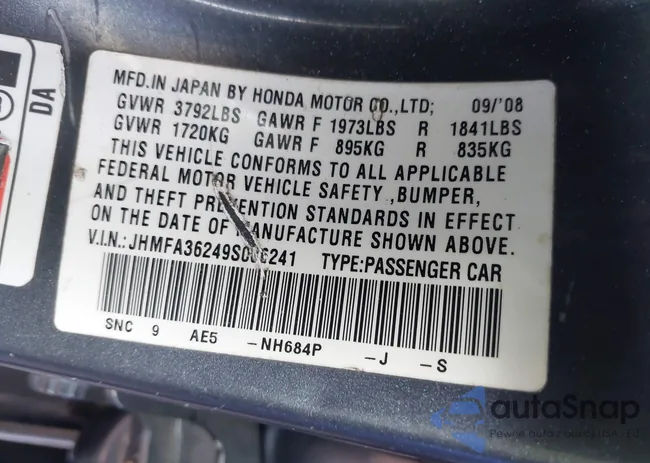 DA
MFD.IN JAPAN BY HONDA MOTOR CO.,LTD; 09/'08
GVWR 3792LBS GAWR F 1973LBS R 1841LBS
GVWR 1720KG GAWR F 895KG R 835KG
THIS VEHICLE CONFORMS TO ALL APPLICABLE
FEDERAL MOTOR VEHICLE SAFETY ,BUMPER,
AND THEFT PREVENTION STANDARDS IN EFFECT
ON THE DATE OF MANUFACTURE SHOWN ABOVE.
V.I.N.: TYPE:PASSENGER CAR
SNC 9 AE5 -NH684P -J -S
autoSnap